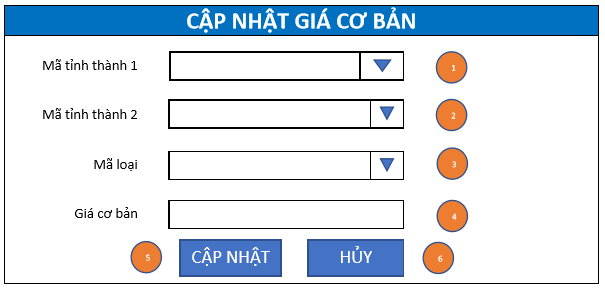 CẬP NHẬT GIÁ CƠ BẢN
Mã tỉnh thành 1 1
Mã tỉnh thành 2 2
Mã loại 3
Giá cơ bản 4
5 CẬP NHẬT HỦY 6